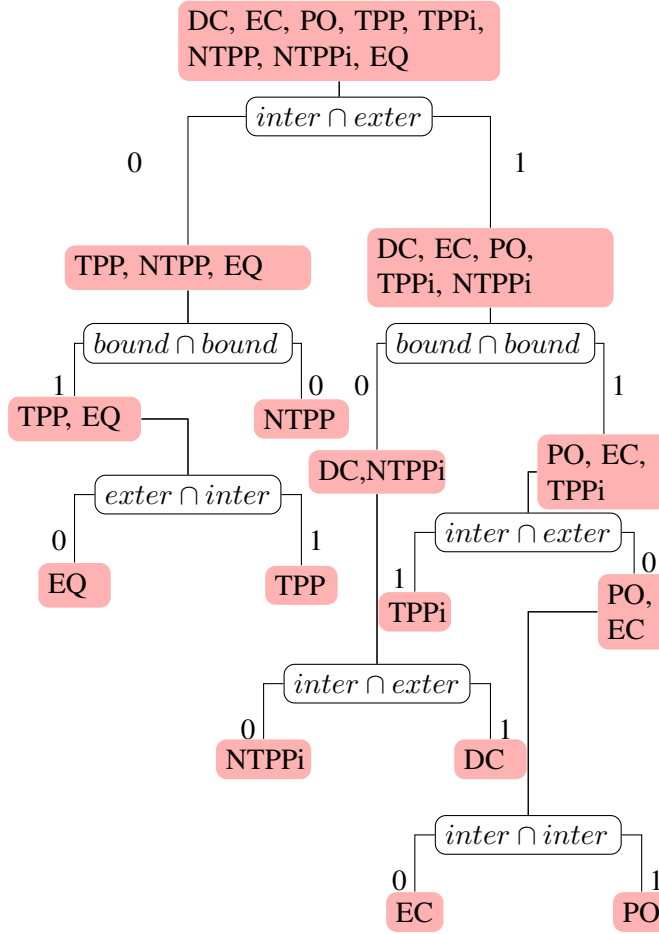 DC, EC, PO, TPP, TPPi,
NTPP, NTPPi, EQ
inter ∩ exter
0
1
TPP, NTPP, EQ
DC, EC, PO,
TPPi, NTPPi
bound ∩ bound
bound ∩ bound
1
0
0
1
TPP, EQ
NTPP
DC,NTPPi
PO, EC,
TPPi
exter ∩ inter
inter ∩ exter
0
1
1
0
EQ
TPP
TPPi
PO,
EC
inter ∩ exter
0
1
NTPPi
DC
inter ∩ inter
0
1
EC
PO